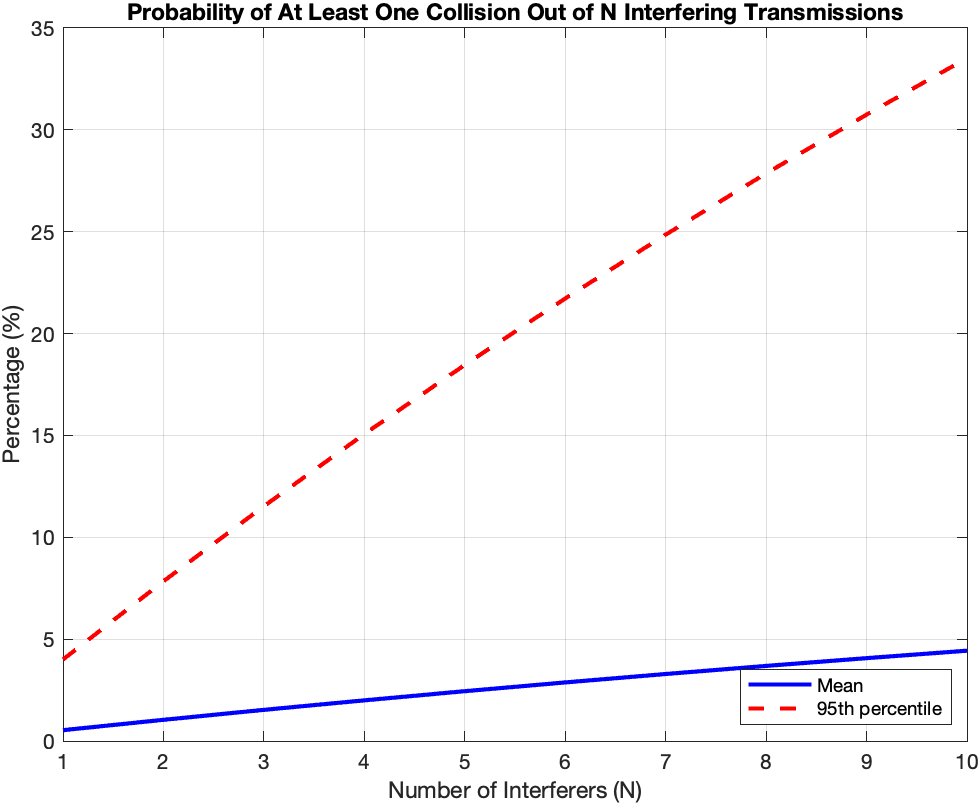 Probability of At Least One Collision Out of N Interfering Transmissions
35
30
25
20
15
10
5
0
Percentage (%)
1 2 3 4 5 6 7 8 9 10
Number of Interferers (N)
Mean
95th percentile